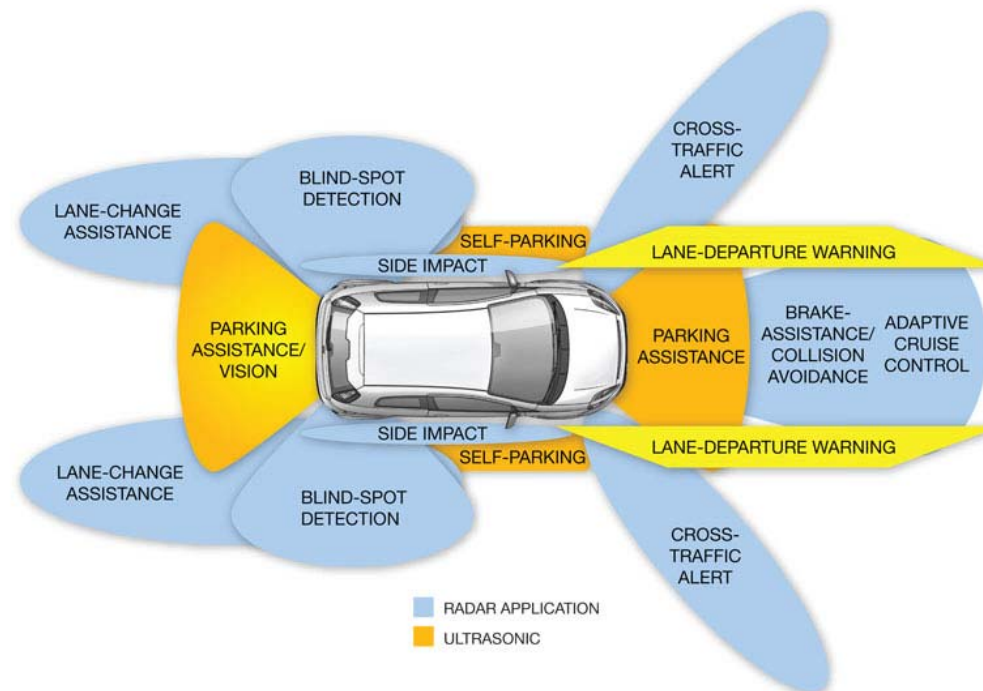 CROSS-
TRAFFIC
ALERT
BLIND-SPOT
DETECTION
LANE-CHANGE
ASSISTANCE
SELF-PARKING
LANE-DEPARTURE WARNING
SIDE IMPACT
PARKING
ASSISTANCE/
VISION
PARKING
ASSISTANCE
BRAKE-
ASSISTANCE/
COLLISION
AVOIDANCE
ADAPTIVE
CRUISE
CONTROL
SIDE IMPACT
LANE-DEPARTURE WARNING
SELF-PARKING
LANE-CHANGE
ASSISTANCE
BLIND-SPOT
DETECTION
CROSS-
TRAFFIC
ALERT
RADAR APPLICATION
ULTRASONIC